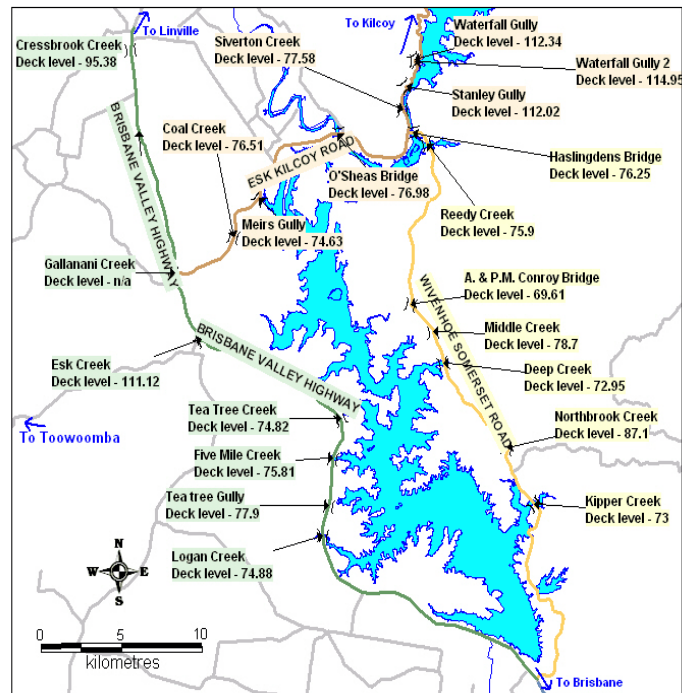 To Linville
To Kilcoy
Cressbrook Creek
Deck level - 95.38
Siverton Creek
Deck level - 77.58
Waterfall Gully
Deck level - 112.34
Waterfall Gully 2
Deck level - 114.95
Stanley Gully
Deck level - 112.02
Coal Creek
Deck level - 76.51
BRISBANE VALLEY HIGHWAY
ESK KILCOY ROAD
O'Sheas Bridge
Deck level - 76.98
Haslingdens Bridge
Deck level - 76.25
Meirs Gully
Deck level - 74.63
Reedy Creek
Deck level - 75.9
Gallanani Creek
Deck level - n/a
A. & P.M. Conroy Bridge
Deck level - 69.61
WIVENHOE SOMERSET ROAD
Middle Creek
Deck level - 78.7
BRISBANE VALLEY HIGHWAY
Esk Creek
Deck level - 111.12
Deep Creek
Deck level - 72.95
To Toowoomba
Tea Tree Creek
Deck level - 74.82
Northbrook Creek
Deck level - 87.1
Five Mile Creek
Deck level - 75.81
Tea tree Gully
Deck level - 77.9
Kipper Creek
Deck level - 73
Logan Creek
Deck level - 74.88
N
W E
S
0 5 10
kilometres
To Brisbane